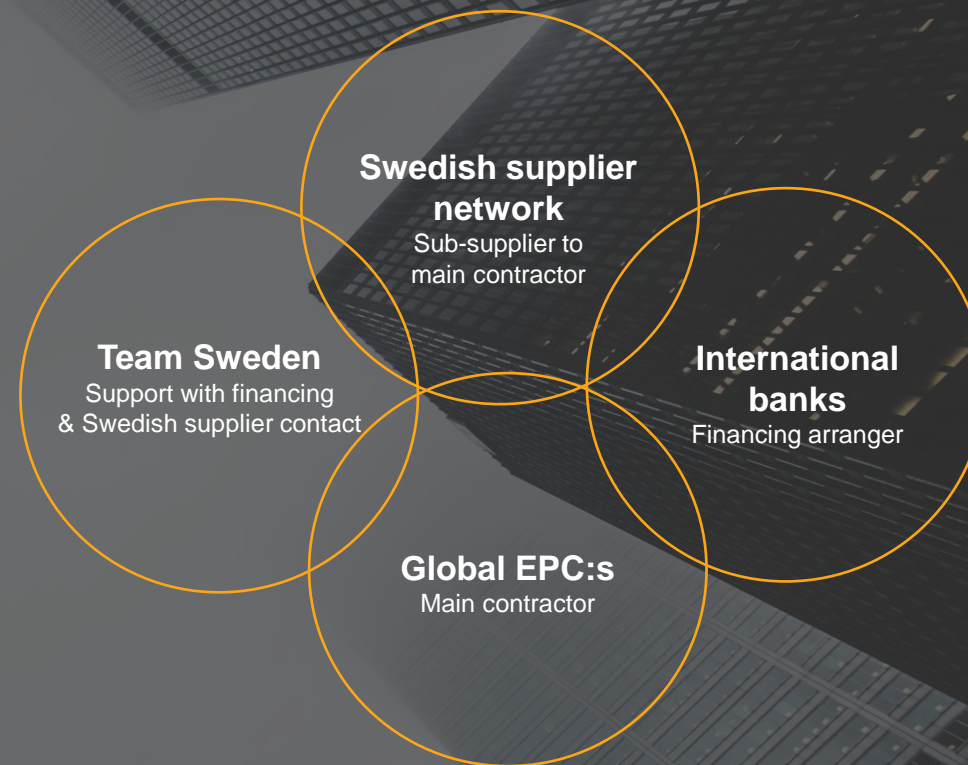 Swedish supplier
network
Sub-supplier to
main contractor
Team Sweden
Support with financing
& Swedish supplier contact
International
banks
Financing arranger
Global EPC:s
Main contractor